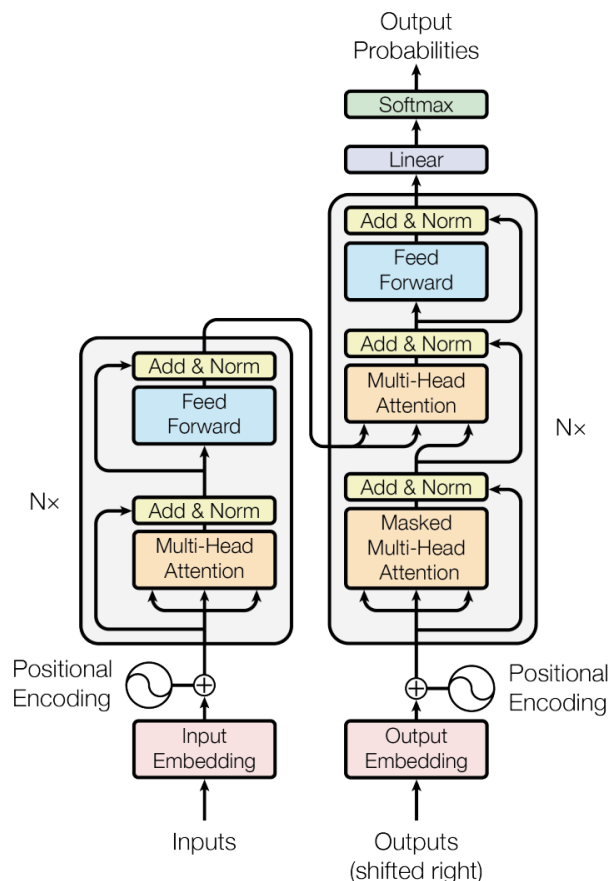 Output
Probabilities
Softmax
Linear
Add & Norm
Feed
Forward
Add & Norm
Multi-Head
Attention
Add & Norm
Masked
Multi-Head
Attention
N×
Add & Norm
Feed
Forward
N×
Add & Norm
Multi-Head
Attention
Positional
Encoding
Positional
Encoding
Input
Embedding
Output
Embedding
Inputs
Outputs
(shifted right)